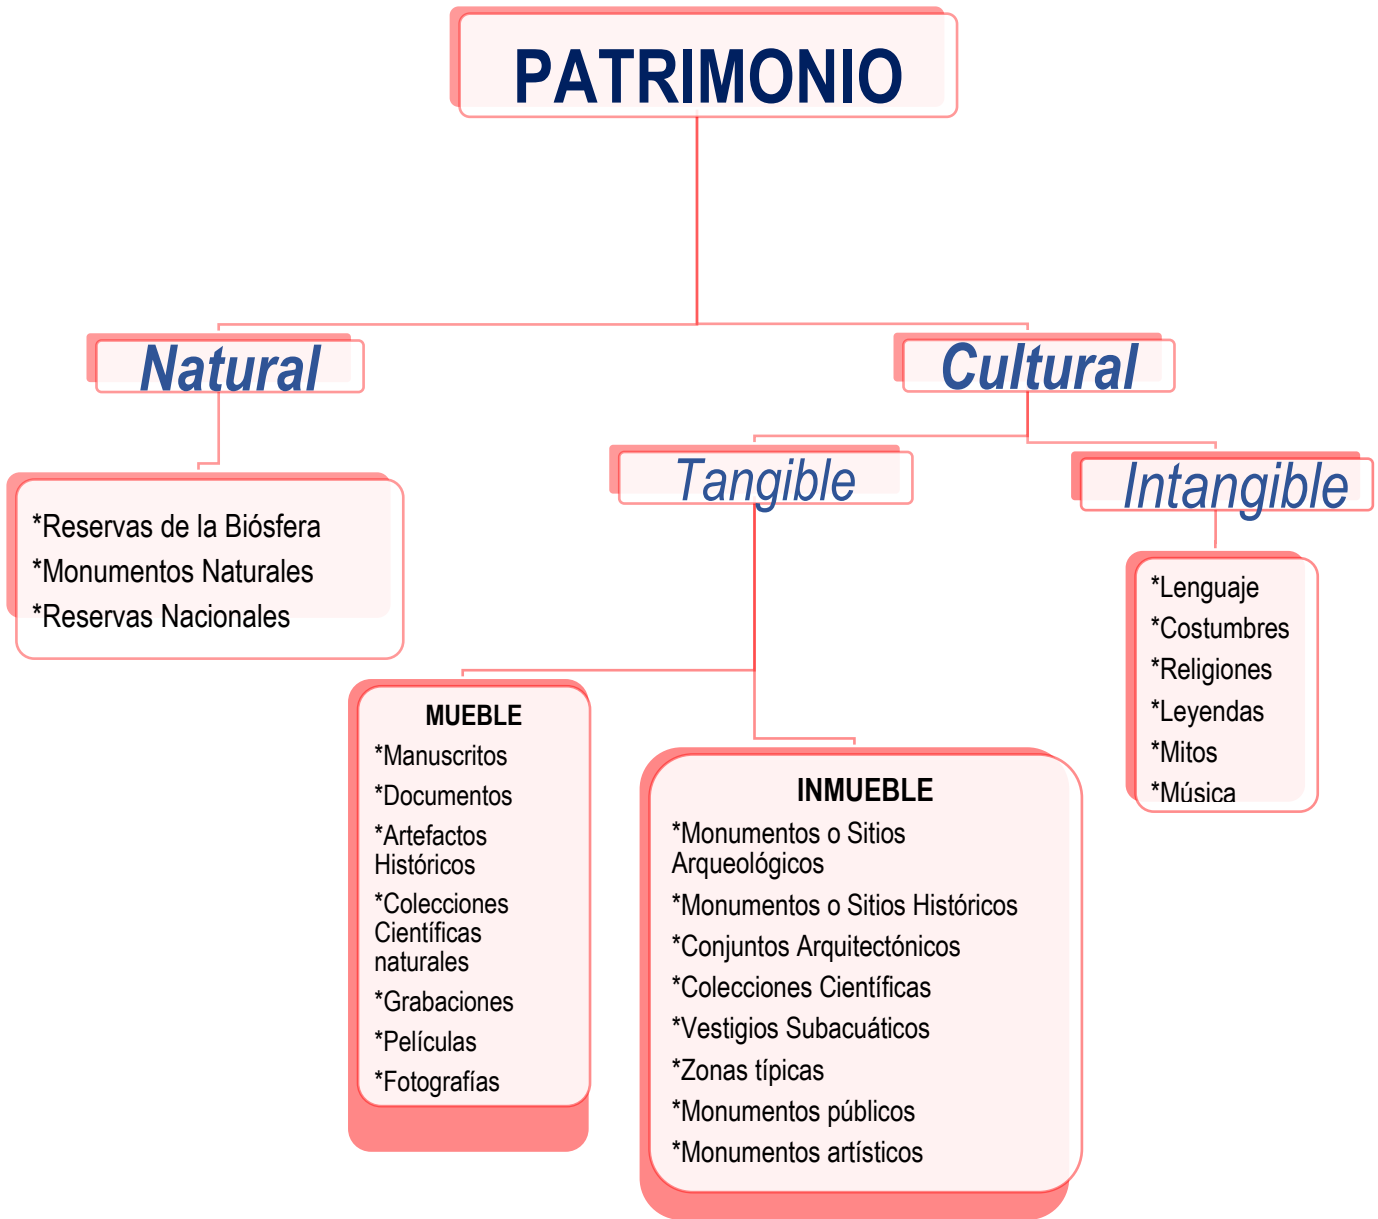 PATRIMONIO
Natural
Cultural
Tangible
Intangible
*Reservas de la Biósfera
*Monumentos Naturales
*Reservas Nacionales
MUEBLE
*Manuscritos
*Documentos
*Artefactos
Históricos
*Colecciones
Científicas
naturales
*Grabaciones
*Películas
*Fotografías
INMUEBLE
*Monumentos o Sitios
Arqueológicos
*Monumentos o Sitios Históricos
*Conjuntos Arquitectónicos
*Colecciones Científicas
*Vestigios Subacuáticos
*Zonas típicas
*Monumentos públicos
*Monumentos artísticos
*Lenguaje
*Costumbres
*Religiones
*Leyendas
*Mitos
*Música